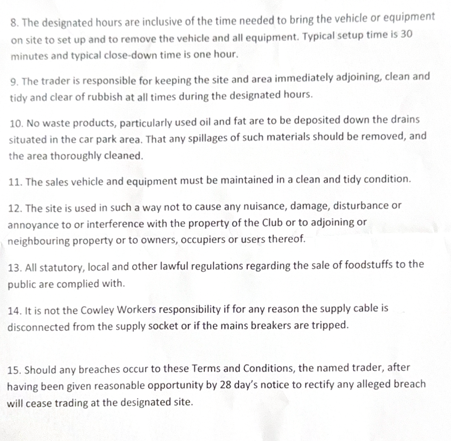 8. The designated hours are inclusive of the time needed to bring the vehicle or equipment
on site to set up and to remove the vehicle and all equipment. Typical setup time is 30
minutes and typical close-down time is one hour.
9. The trader is responsible for keeping the site and area immediately adjoining, clean and
tidy and clear of rubbish at all times during the designated hours.
10. No waste products, particularly used oil and fat are to be deposited down the drains
situated in the car park area. That any spillages of such materials should be removed, and
the area thoroughly cleaned.
11. The sales vehicle and equipment must be maintained in a clean and tidy condition.
12. The site is used in such a way not to cause any nuisance, damage, disturbance or
annoyance to or interference with the property of the Club or to adjoining or
neighbouring property or to owners, occupiers or users thereof.
13. All statutory, local and other lawful regulations regarding the sale of foodstuffs to the
public are complied with.
14. It is not the Cowley Workers responsibility if for any reason the supply cable is
disconnected from the supply socket or if the mains breakers are tripped.
15. Should any breaches occur to these Terms and Conditions, the named trader, after
having been given reasonable opportunity by 28 day's notice to rectify any alleged breach
will cease trading at the designated site.